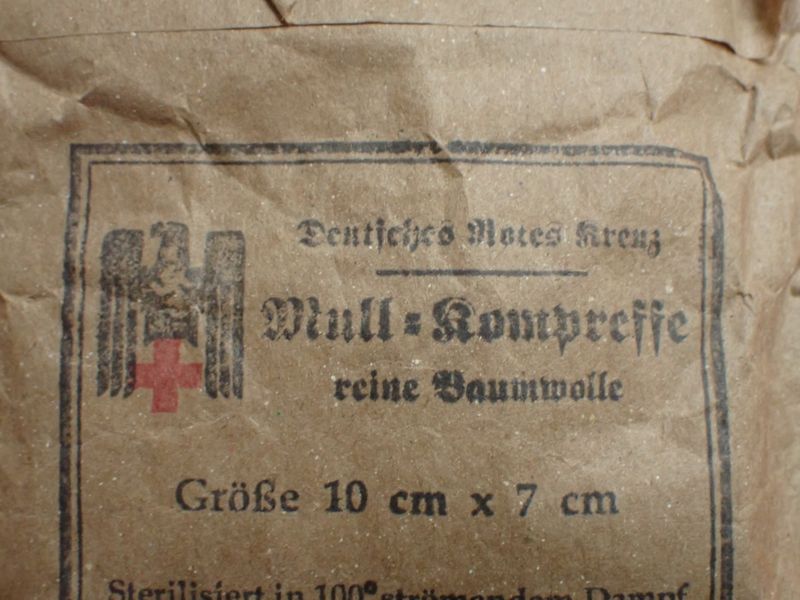 Deutsches Rotes Kreuz
Mull=Kompresse
reine Baumwolle
Größe 10 cm x 7 cm
Sterilisiert in 100° strömendem Dampf